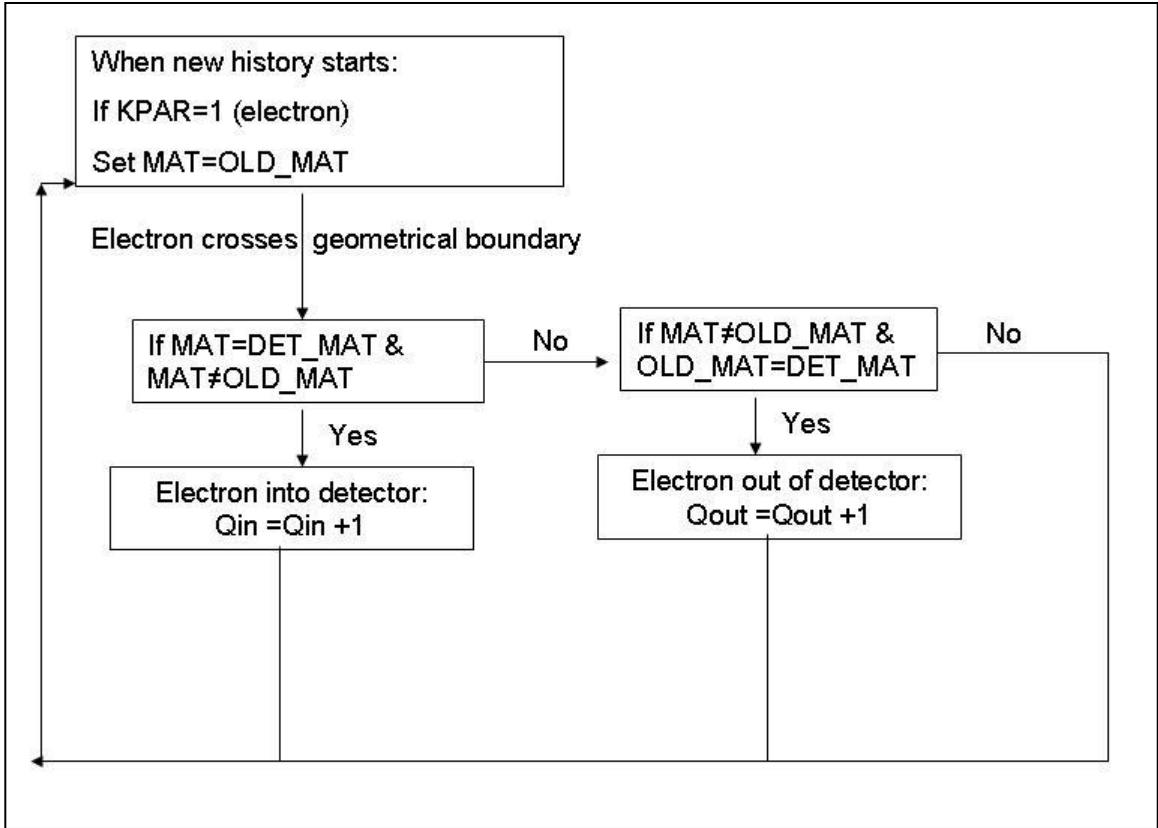 When new history starts:
If KPAR=1 (electron)
Set MAT=OLD_MAT
Electron crosses geometrical boundary
If MAT=DET_MAT &
MAT≠OLD_MAT
No
If MAT≠OLD_MAT &
OLD_MAT=DET_MAT
No
Yes
Yes
Electron into detector:
Qin =Qin +1
Electron out of detector:
Qout =Qout +1